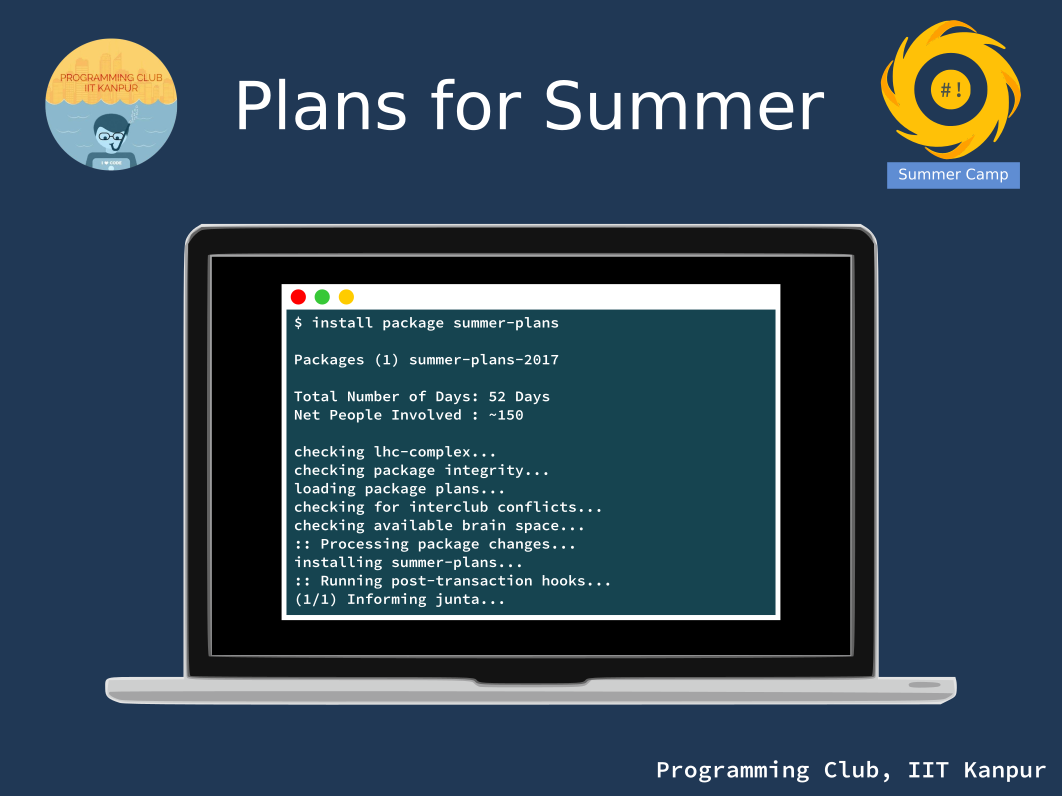 PROGRAMMING CLUB
IIT KANPUR
I ❤ CODE
Plans for Summer
#!
Summer Camp
$ install package summer-plans
Packages (1) summer-plans-2017
Total Number of Days: 52 Days
Net People Involved : ~150
checking lhc-complex...
checking package integrity...
loading package plans...
checking for interclub conflicts...
checking available brain space...
:: Processing package changes...
installing summer-plans...
:: Running post-transaction hooks...
(1/1) Informing junta...
Programming Club, IIT Kanpur